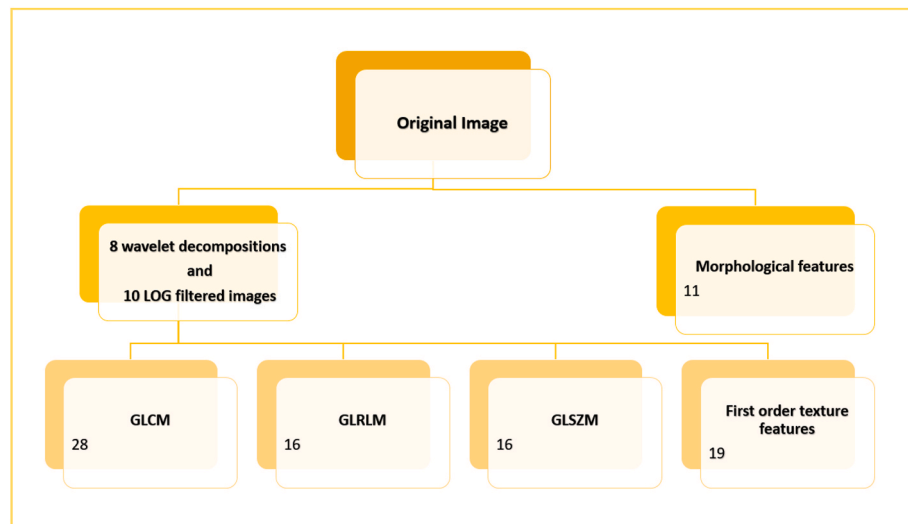 Original Image
8 wavelet decompositions
and
10 LOG filtered images
Morphological features
11
GLCM
28
GLRLM
16
GLSZM
16
First order texture
features
19